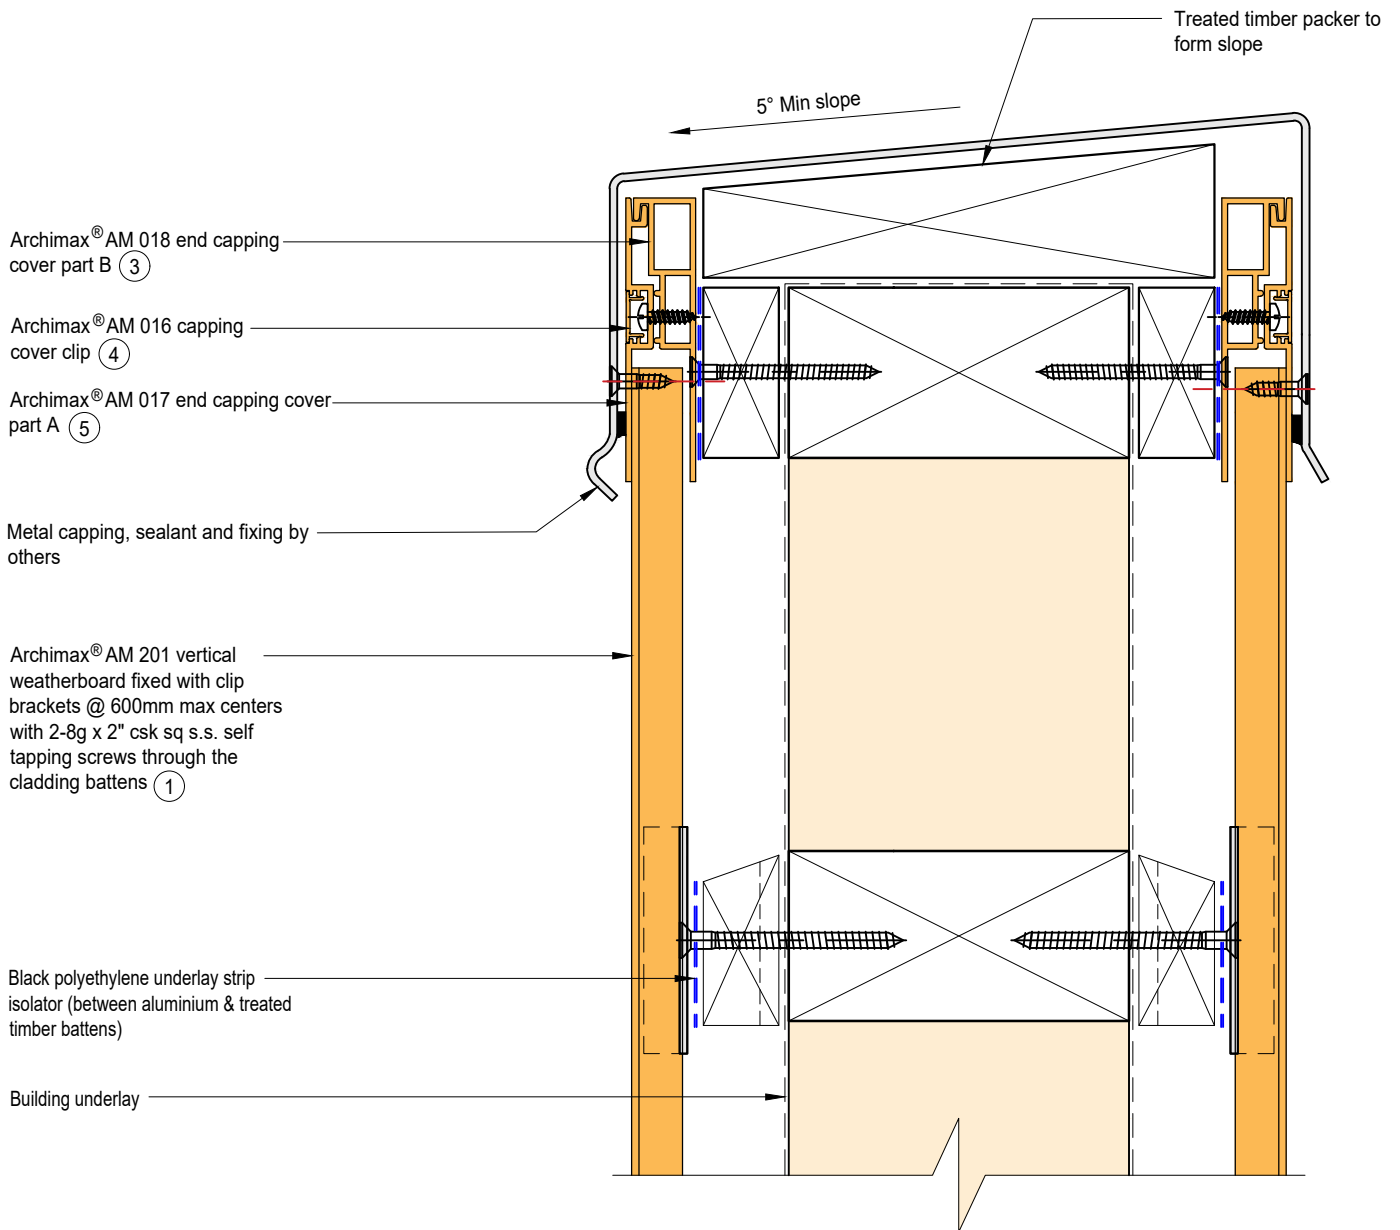 Treated timber packer to
form slope
5° Min slope
Archimax® AM 018 end capping
cover part B 3
Archimax® AM 016 capping
cover clip 4
Archimax® AM 017 end capping cover
part A 5
Metal capping, sealant and fixing by
others
Archimax® AM 201 vertical
weatherboard fixed with clip
brackets @ 600mm max centers
with 2-8g x 2" csk sq s.s. self
tapping screws through the
cladding battens 1
Black polyethylene underlay strip
isolator (between aluminium & treated
timber battens)
Building underlay